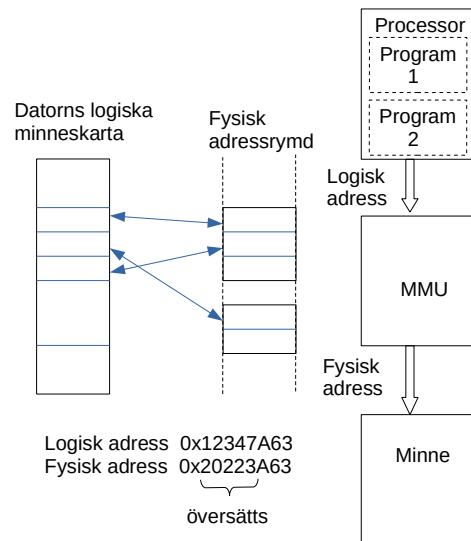 Datorns logiska
minneskarta
Fysisk
adressrymd
Processor
Program
1
Program
2
Logisk
adress
MMU
Fysisk
adress
Minne
Logisk adress 0x12347A63
Fysisk adress 0x20223A63
översätts